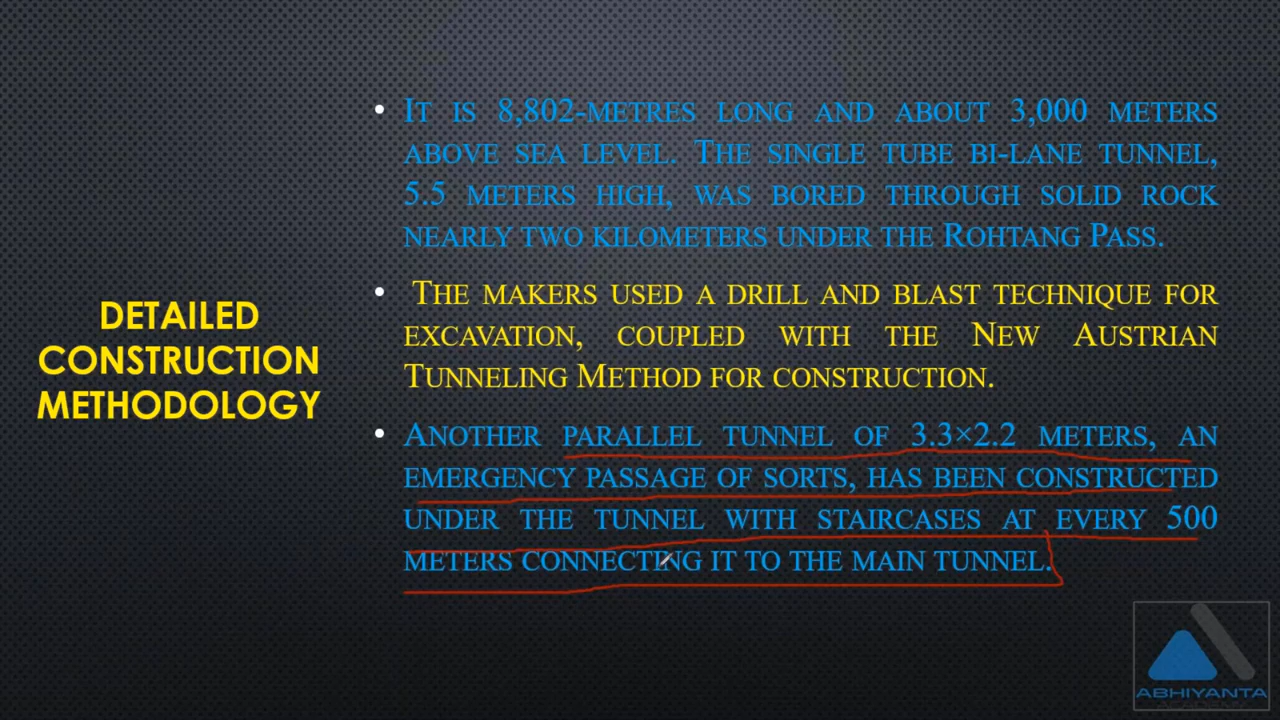 DETAILED
CONSTRUCTION
METHODOLOGY
• IT IS 8,802-METRES LONG AND ABOUT 3,000 METERS
ABOVE SEA LEVEL. THE SINGLE TUBE BI-LANE TUNNEL,
5.5 METERS HIGH, WAS BORED THROUGH SOLID ROCK
NEARLY TWO KILOMETERS UNDER THE ROHTANG PASS.
• THE MAKERS USED A DRILL AND BLAST TECHNIQUE FOR
EXCAVATION, COUPLED WITH THE NEW AUSTRIAN
TUNNELING METHOD FOR CONSTRUCTION.
• ANOTHER PARALLEL TUNNEL OF 3.3×2.2 METERS, AN
EMERGENCY PASSAGE OF SORTS, HAS BEEN CONSTRUCTED
UNDER THE TUNNEL WITH STAIRCASES AT EVERY 500
METERS CONNECTING IT TO THE MAIN TUNNEL.
ABHIYANTA
ACADEMY